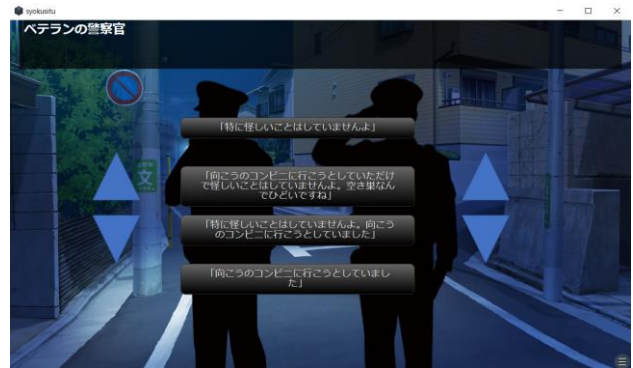 syokusitu
ベテランの警察官
「特に怪しいことはしていませんよ」
「向こうのコンビニに行こうとしていただけ
で怪しいことはしていませんよ。空き巣なん
てひどいですね」
「特に怪しいことはしていませんよ。向こう
のコンビニに行こうとしていました」
「向こうのコンビニに行こうとしていまし
た」
文